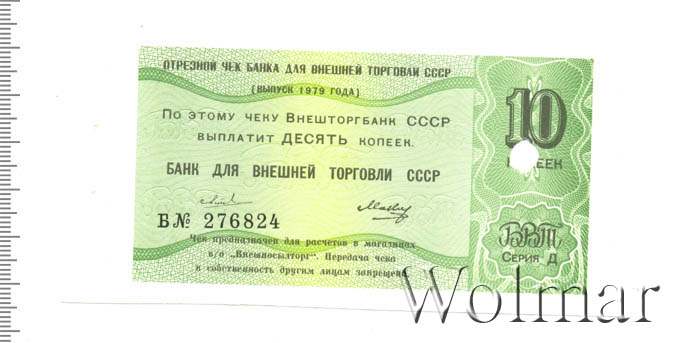 ОТРЕЗНОЙ ЧЕК БАНКА ДЛЯ ВНЕШНЕЙ ТОРГОВЛИ СССР
(ВЫПУСК 1979 ГОДА)
По этому чеку Внешторгбанк СССР
выплатит ДЕСЯТЬ копеек.
БАНК ДЛЯ ВНЕШНЕЙ ТОРГОВЛИ СССР
Б№ 276824
Чек предназначен для расчетов в магазинах
в/о „Внешпосылторг". Передача чека
в собственность другим лицам запрещена
10
ВВТ
Серия Д
Wolmar